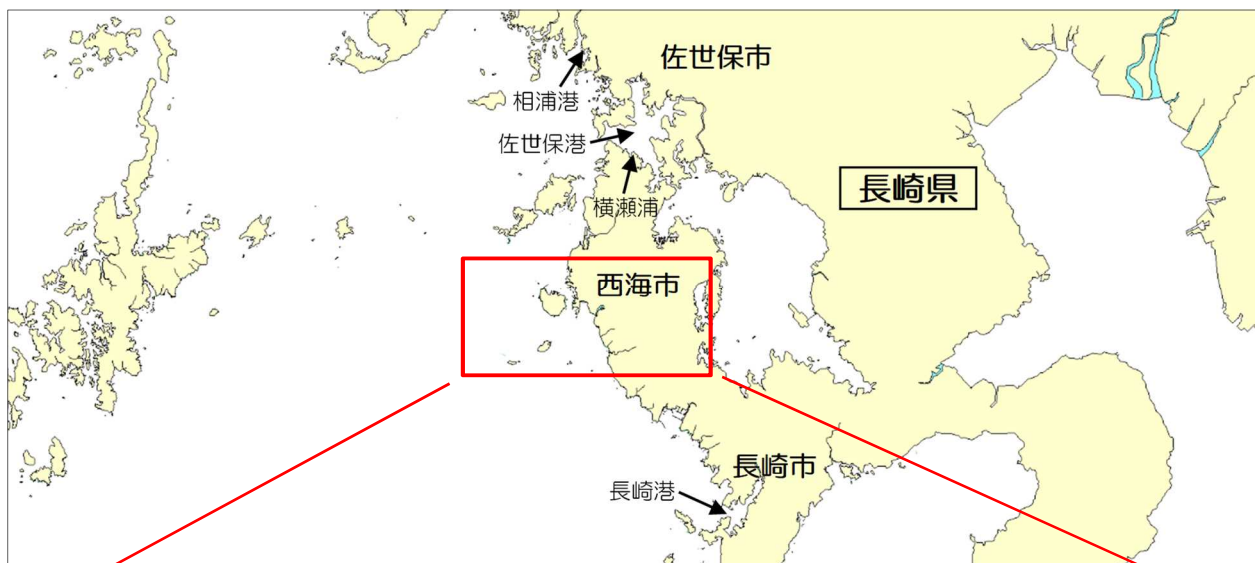 佐世保市
相浦港
佐世保港
長崎県
横瀬浦
西海市
長崎市
長崎港